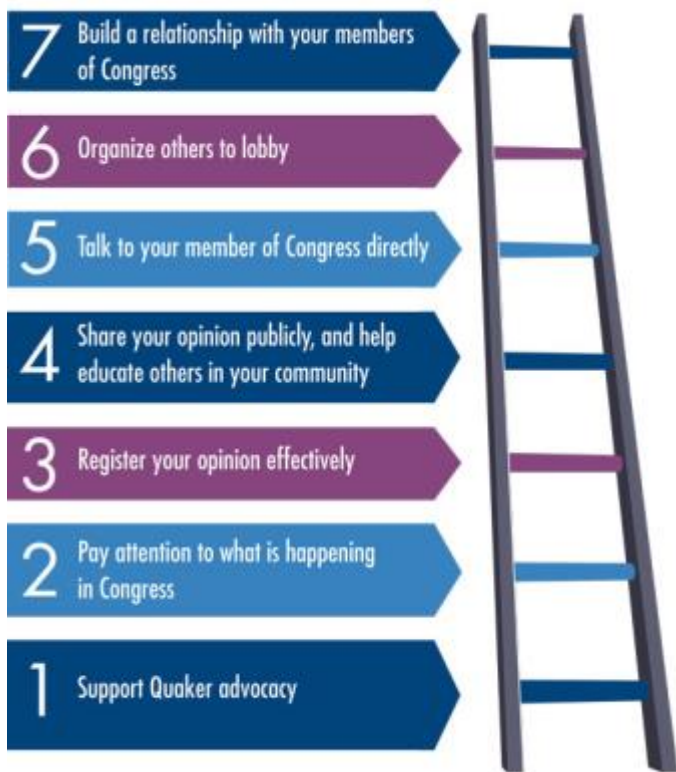 7 Build a relationship with your members
of Congress
6 Organize others to lobby
5 Talk to your member of Congress directly
4 Share your opinion publicly, and help
educate others in your community
3 Register your opinion effectively
2 Pay attention to what is happening
in Congress
1 Support Quaker advocacy